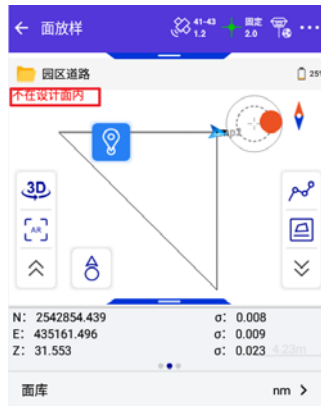 面放样
41-43
1.2
固定
2.0
园区道路
25
不在设计面内
3D
AR
N: 2542854.439 σ: 0.008
E: 435161.496 σ: 0.009
Z: 31.553 σ: 0.023 4.23m
面库 nm